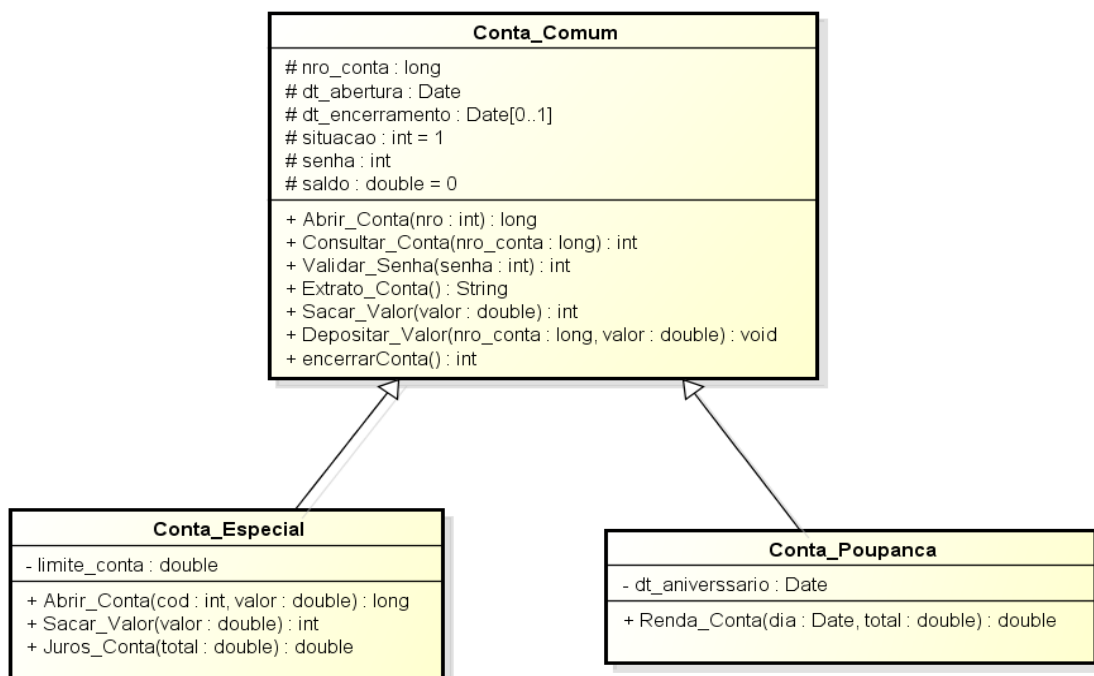 Conta_Comum
# nro_conta : long
# dt_abertura : Date
# dt_encerramento : Date[0..1]
# situacao : int = 1
# senha : int
# saldo : double = 0
+ Abrir_Conta(nro : int) : long
+ Consultar_Conta(nro_conta : long) : int
+ Validar_Senha(senha : int) : int
+ Extrato_Conta() : String
+ Sacar_Valor(valor : double) : int
+ Depositar_Valor(nro_conta : long, valor : double) : void
+ encerrarConta() : int
Conta_Especial
- limite_conta : double
+ Abrir_Conta(cod : int, valor : double) : long
+ Sacar_Valor(valor : double) : int
+ Juros_Conta(total : double) : double
Conta_Poupanca
- dt_aniverssario : Date
+ Renda_Conta(dia : Date, total : double) : double